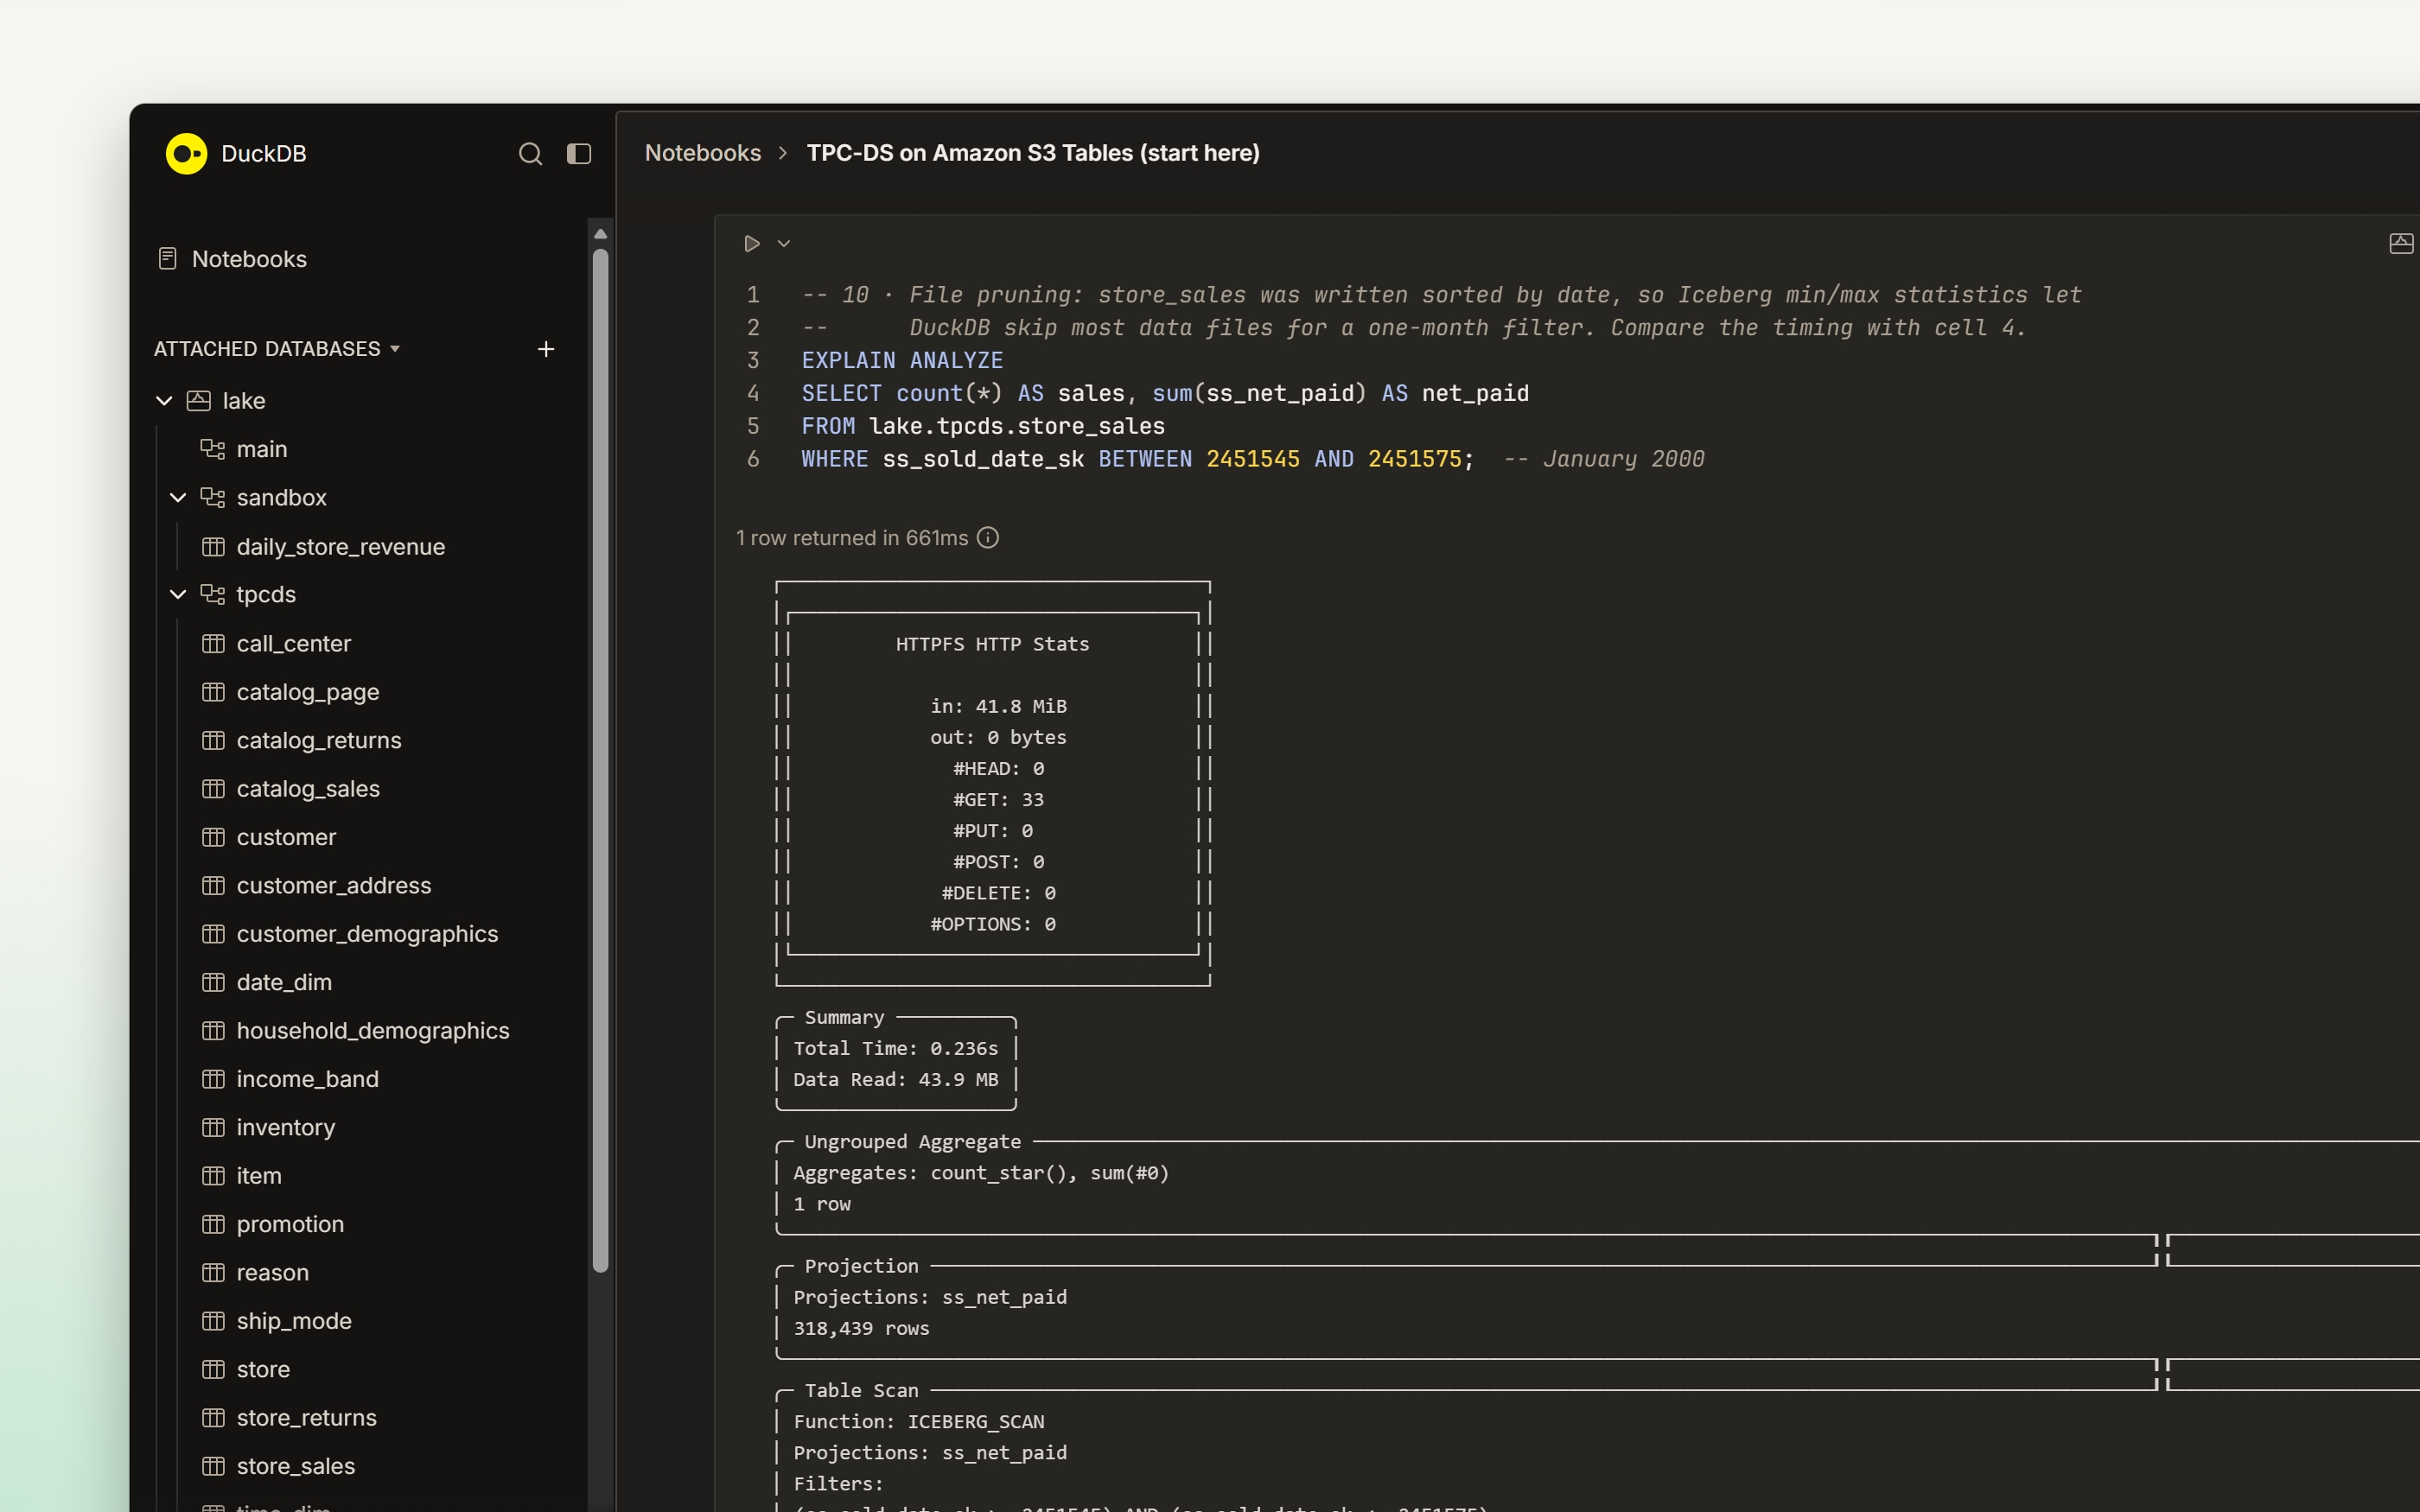 DuckDB
Notebooks
ATTACHED DATABASES
lake
main
sandbox
daily_store_revenue
tpcds
call_center
catalog_page
catalog_returns
catalog_sales
customer
customer_address
customer_demographics
date_dim
household_demographics
income_band
inventory
item
promotion
reason
ship_mode
store
store_returns
store_sales
time_dim
Notebooks > TPC-DS on Amazon S3 Tables (start here)
1 -- 10 · File pruning: store_sales was written sorted by date, so Iceberg min/max statistics let
2 -- DuckDB skip most data files for a one-month filter. Compare the timing with cell 4.
3 EXPLAIN ANALYZE
4 SELECT count(*) AS sales, sum(ss_net_paid) AS net_paid
5 FROM lake.tpcds.store_sales
6 WHERE ss_sold_date_sk BETWEEN 2451545 AND 2451575; -- January 2000
1 row returned in 661ms
HTTPFS HTTP Stats
in: 41.8 MiB
out: 0 bytes
#HEAD: 0
#GET: 33
#PUT: 0
#POST: 0
#DELETE: 0
#OPTIONS: 0
Summary
Total Time: 0.236s
Data Read: 43.9 MB
Ungrouped Aggregate
Aggregates: count_star(), sum(#0)
1 row
Projection
Projections: ss_net_paid
318,439 rows
Table Scan
Function: ICEBERG_SCAN
Projections: ss_net_paid
Filters: